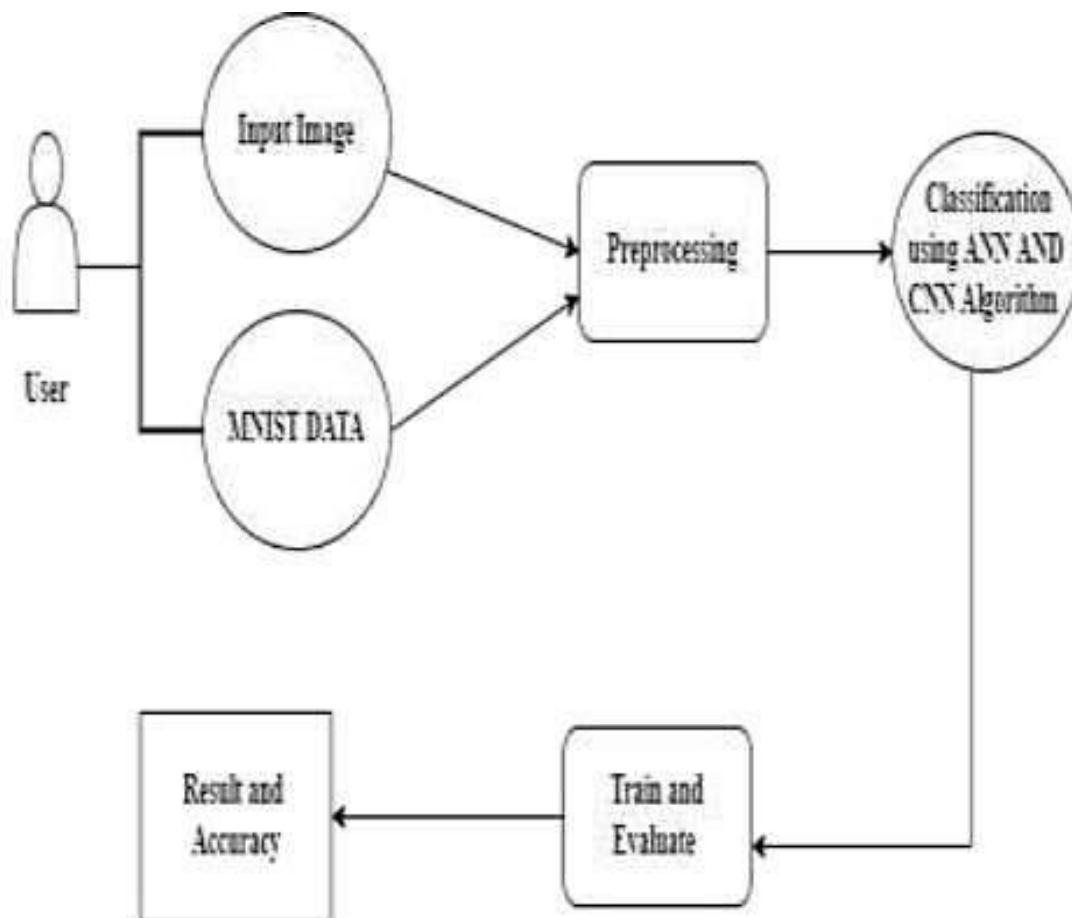 Input Image
User
MNIST DATA
Preprocessing
Classification
using ANN AND
CNN Algorithm
Train and
Evaluate
Result and
Accuracy